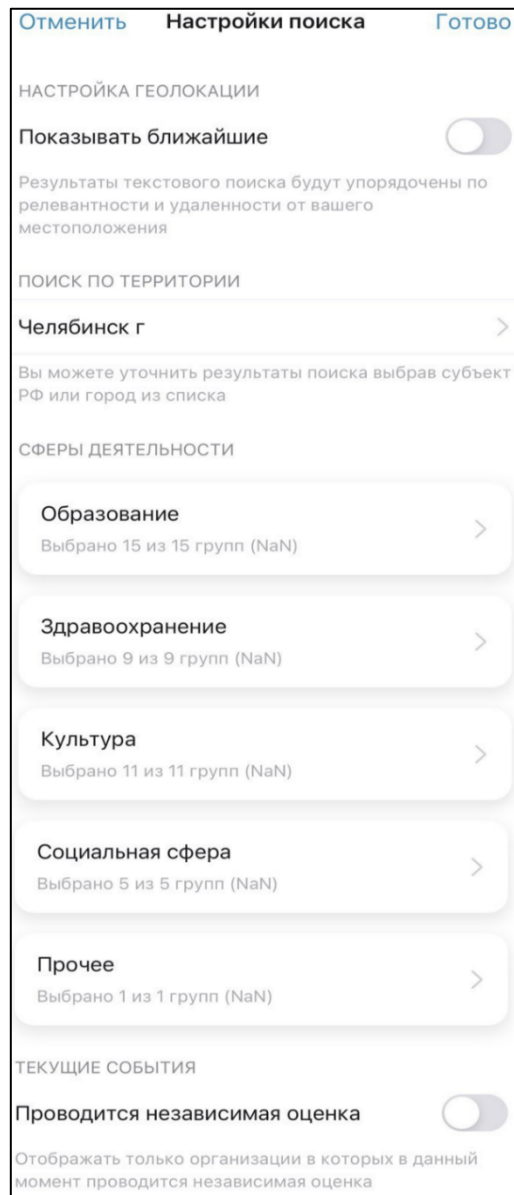 Отменить Настройки поиска Готово
НАСТРОЙКА ГЕОЛОКАЦИИ
Показывать ближайшие
Результаты текстового поиска будут упорядочены по
релевантности и удаленности от вашего
местоположения
ПОИСК ПО ТЕРРИТОРИИ
Челябинск г
Вы можете уточнить результаты поиска выбрав субъект
РФ или город из списка
СФЕРЫ ДЕЯТЕЛЬНОСТИ
Образование
Выбрано 15 из 15 групп (NaN)
Здравоохранение
Выбрано 9 из 9 групп (NaN)
Культура
Выбрано 11 из 11 групп (NaN)
Социальная сфера
Выбрано 5 из 5 групп (NaN)
Прочее
Выбрано 1 из 1 групп (NaN)
ТЕКУЩИЕ СОБЫТИЯ
Проводится независимая оценка
Отображать только организации в которых в данный
момент проводится независимая оценка